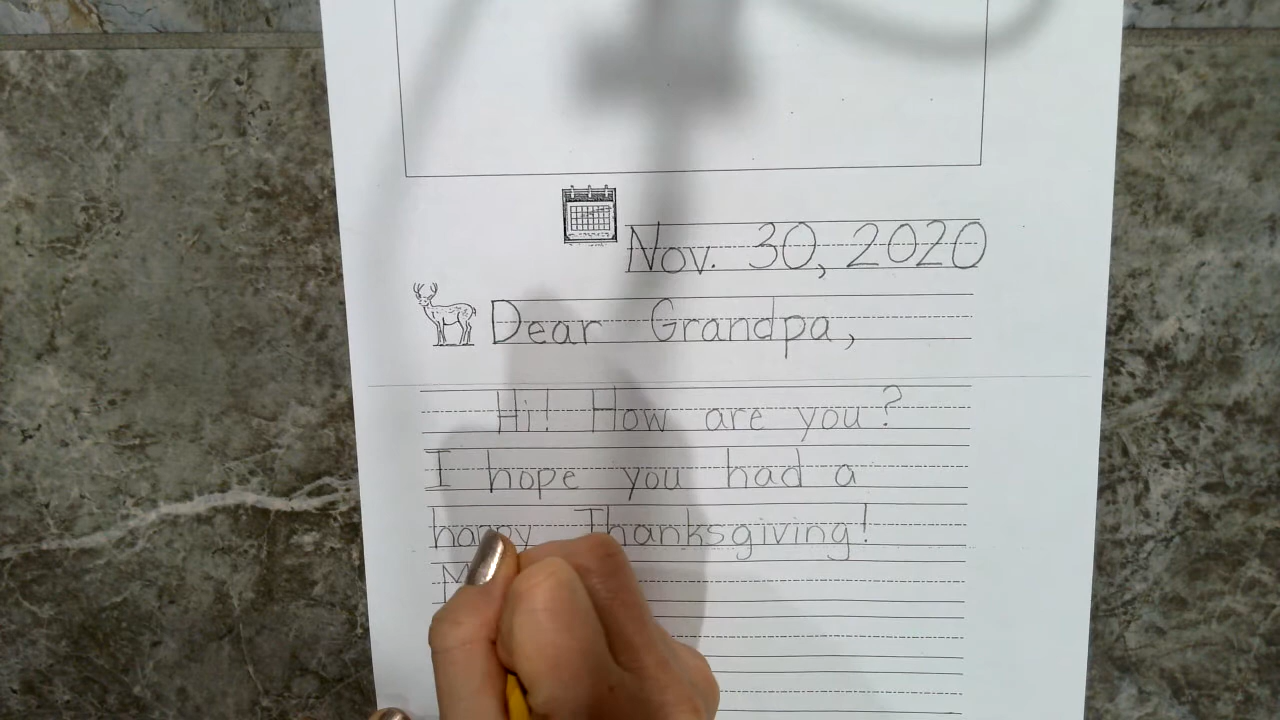 Nov. 30, 2020
Dear Grandpa,
Hi! How are you?
I hope you had a
happy Thanksgiving!
M